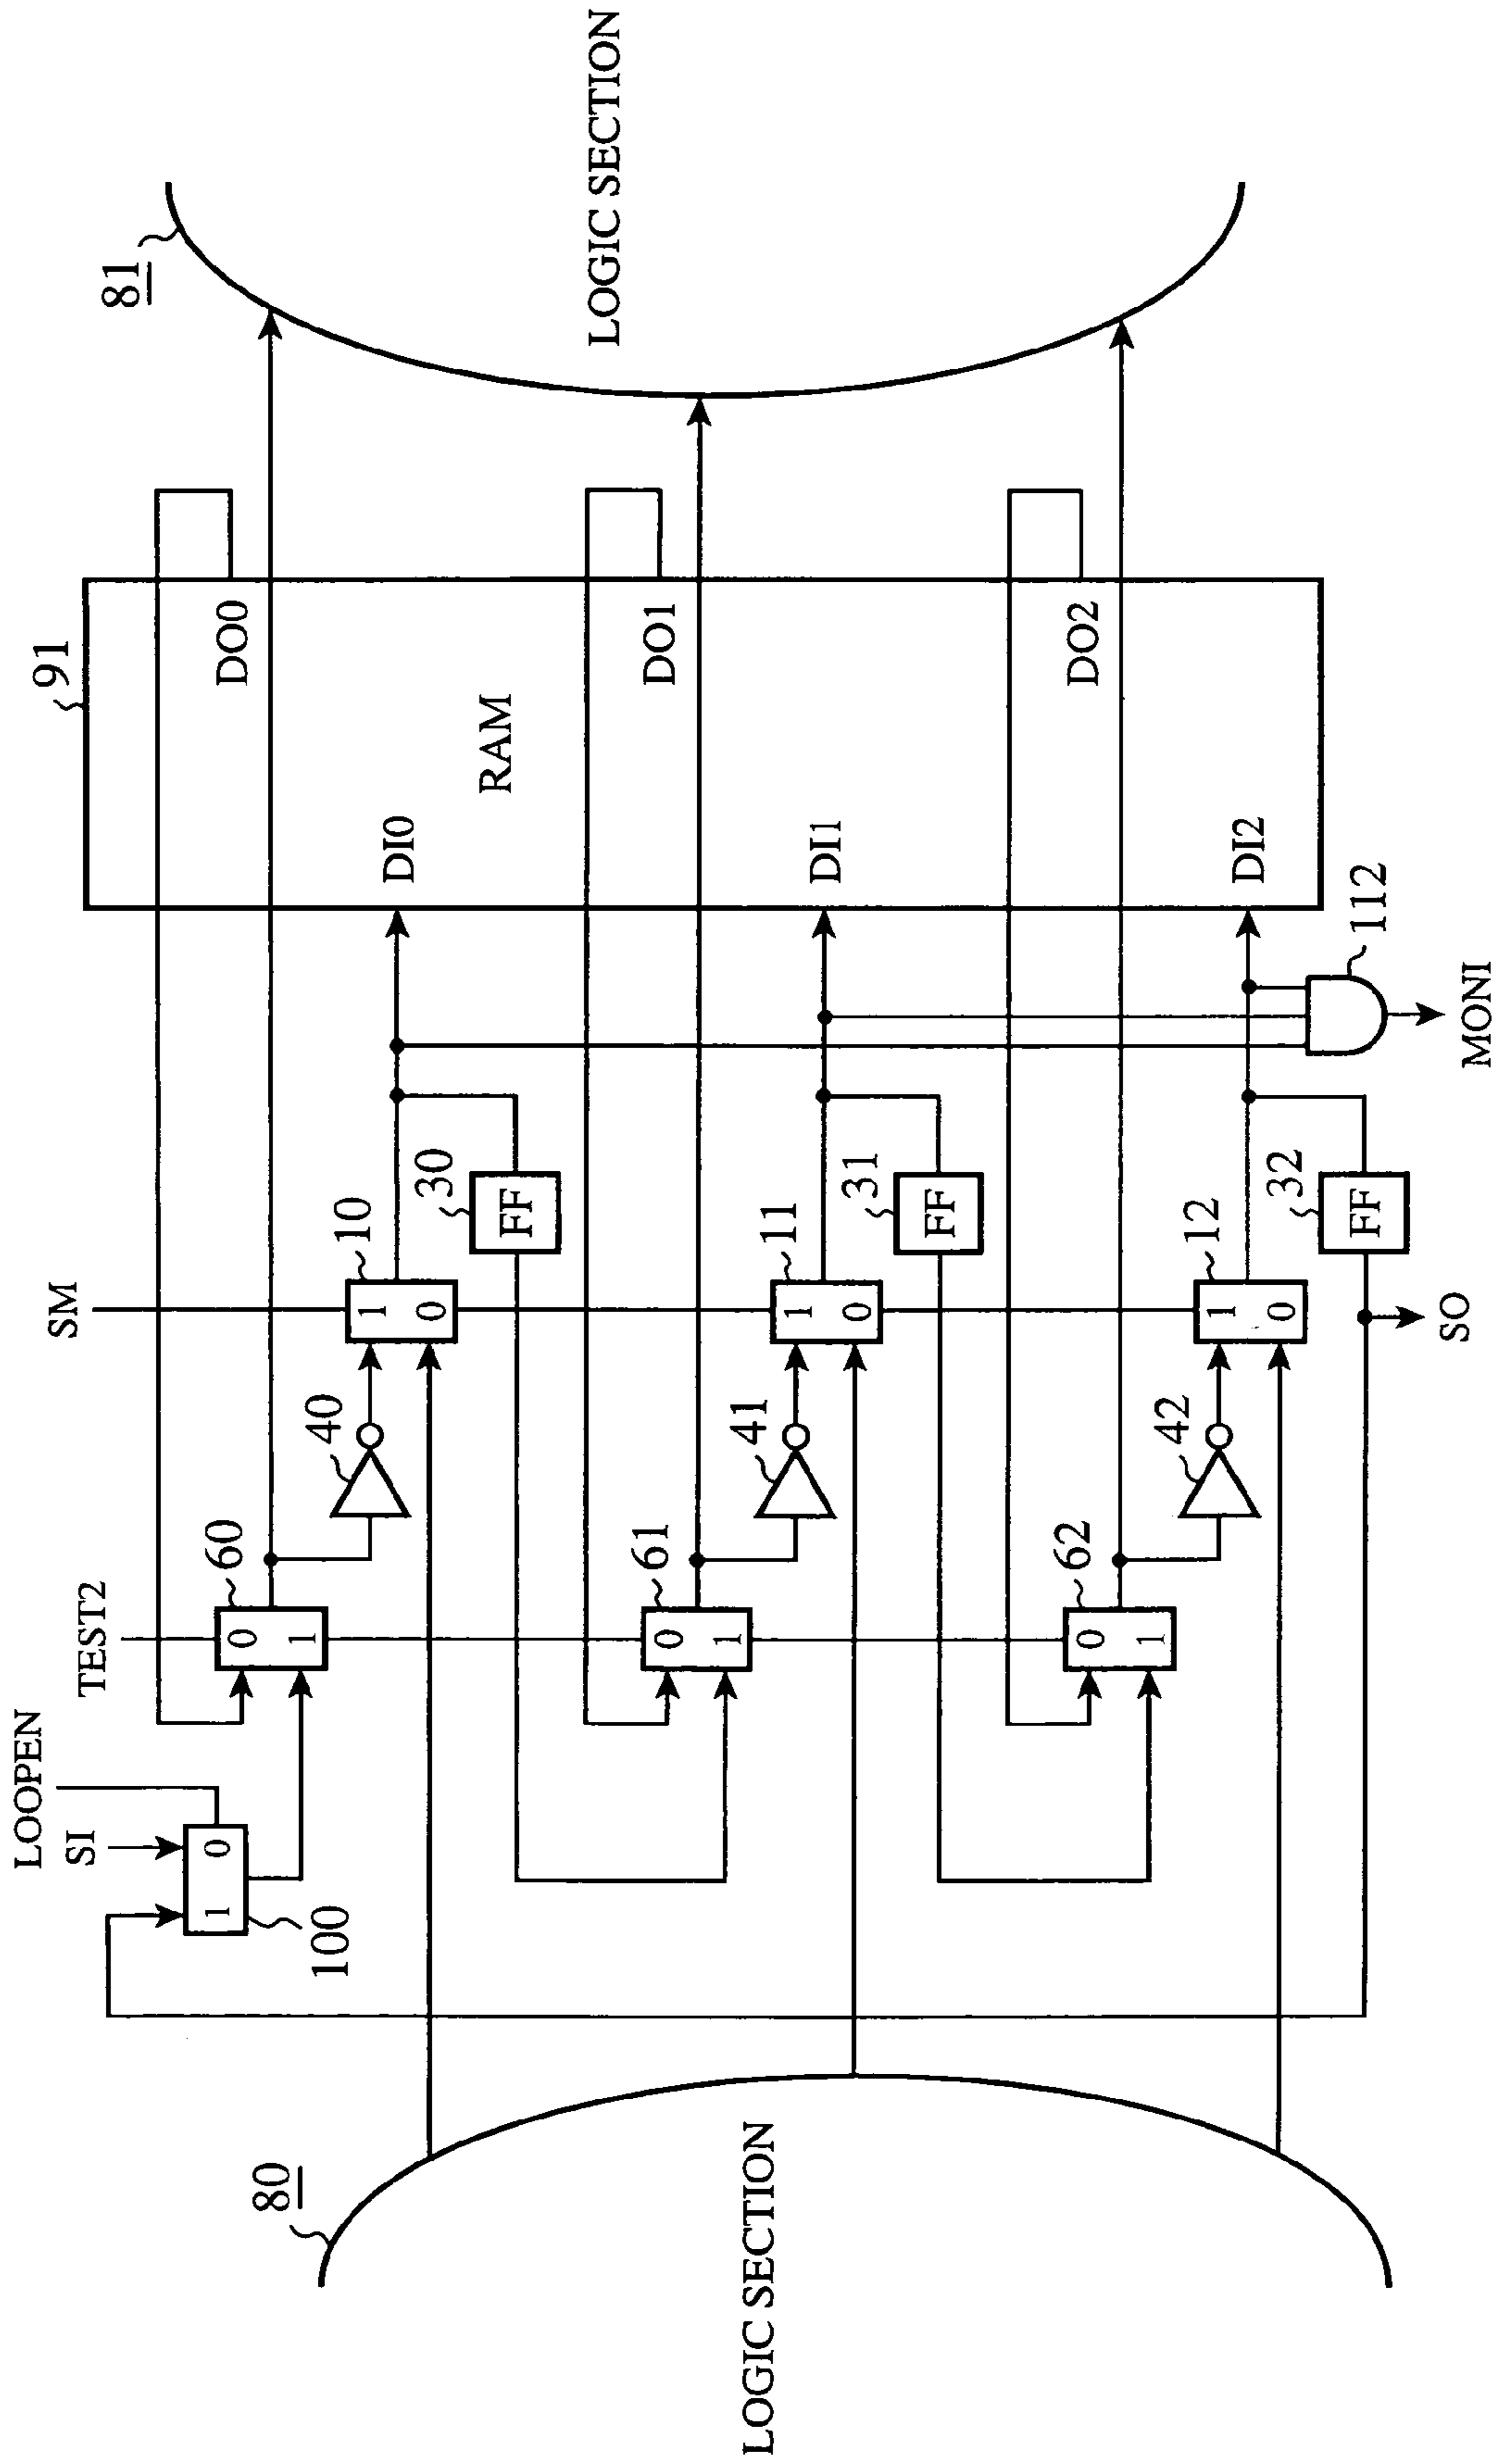 LOGIC SECTION
80
LOOPEN
SI
1 0
100
TEST2
60
0 1
61
0 1
62
0 1
40
41
42
SM
10
1 0
11
1 0
12
1 0
30
FF
31
FF
32
FF
SO
112
MONI
91
RAM
DI0
DI1
DI2
DO0
DO1
DO2
81
LOGIC SECTION